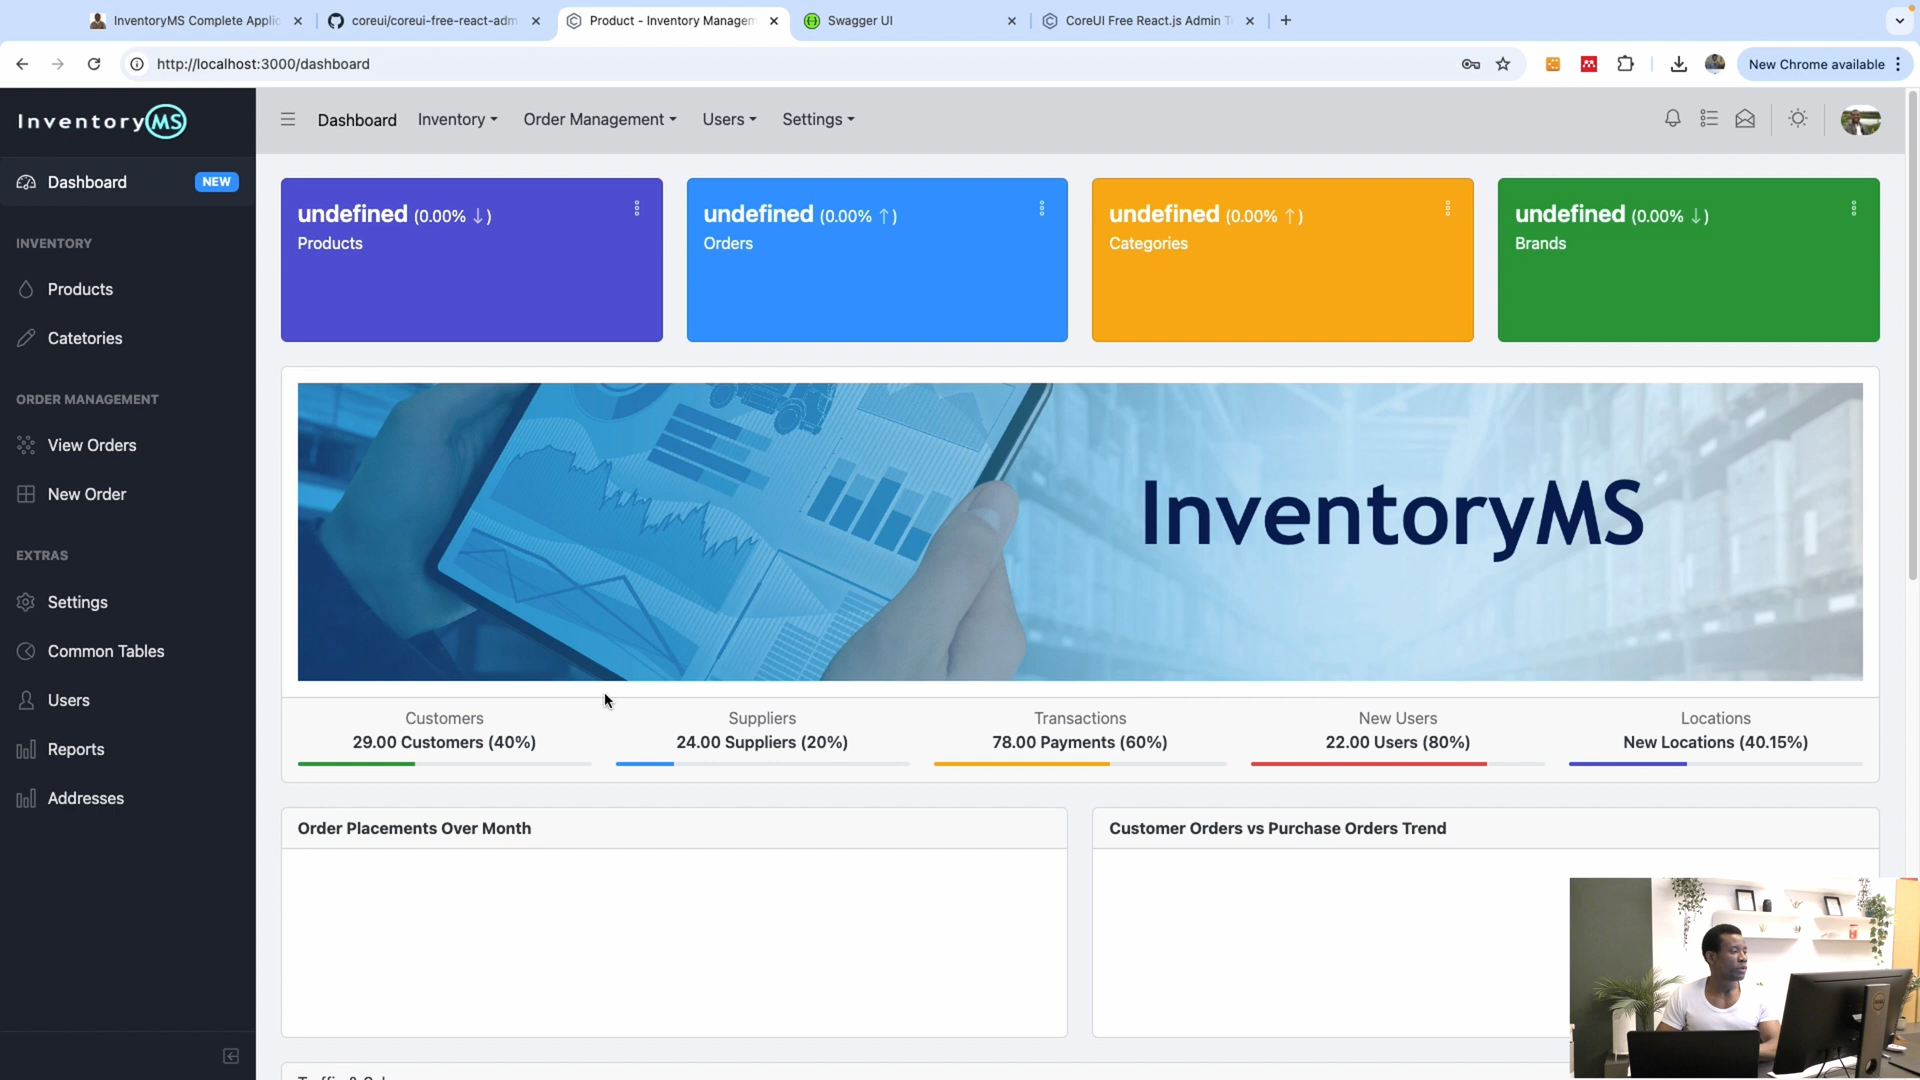 InventoryMS Complete Applic
coreui/coreui-free-react-adm
Product - Inventory Managem
Swagger UI
CoreUI Free React.js Admin T
http://localhost:3000/dashboard
New Chrome available
InventoryMS
Dashboard
Inventory
Order Management
Users
Settings
Dashboard
NEW
INVENTORY
Products
Catetories
ORDER MANAGEMENT
View Orders
New Order
EXTRAS
Settings
Common Tables
Users
Reports
Addresses
undefined (0.00% ↓)
Products
undefined (0.00% ↑)
Orders
undefined (0.00% ↑)
Categories
undefined (0.00% ↓)
Brands
InventoryMS
Customers
29.00 Customers (40%)
Suppliers
24.00 Suppliers (20%)
Transactions
78.00 Payments (60%)
New Users
22.00 Users (80%)
Locations
New Locations (40.15%)
Order Placements Over Month
Customer Orders vs Purchase Orders Trend